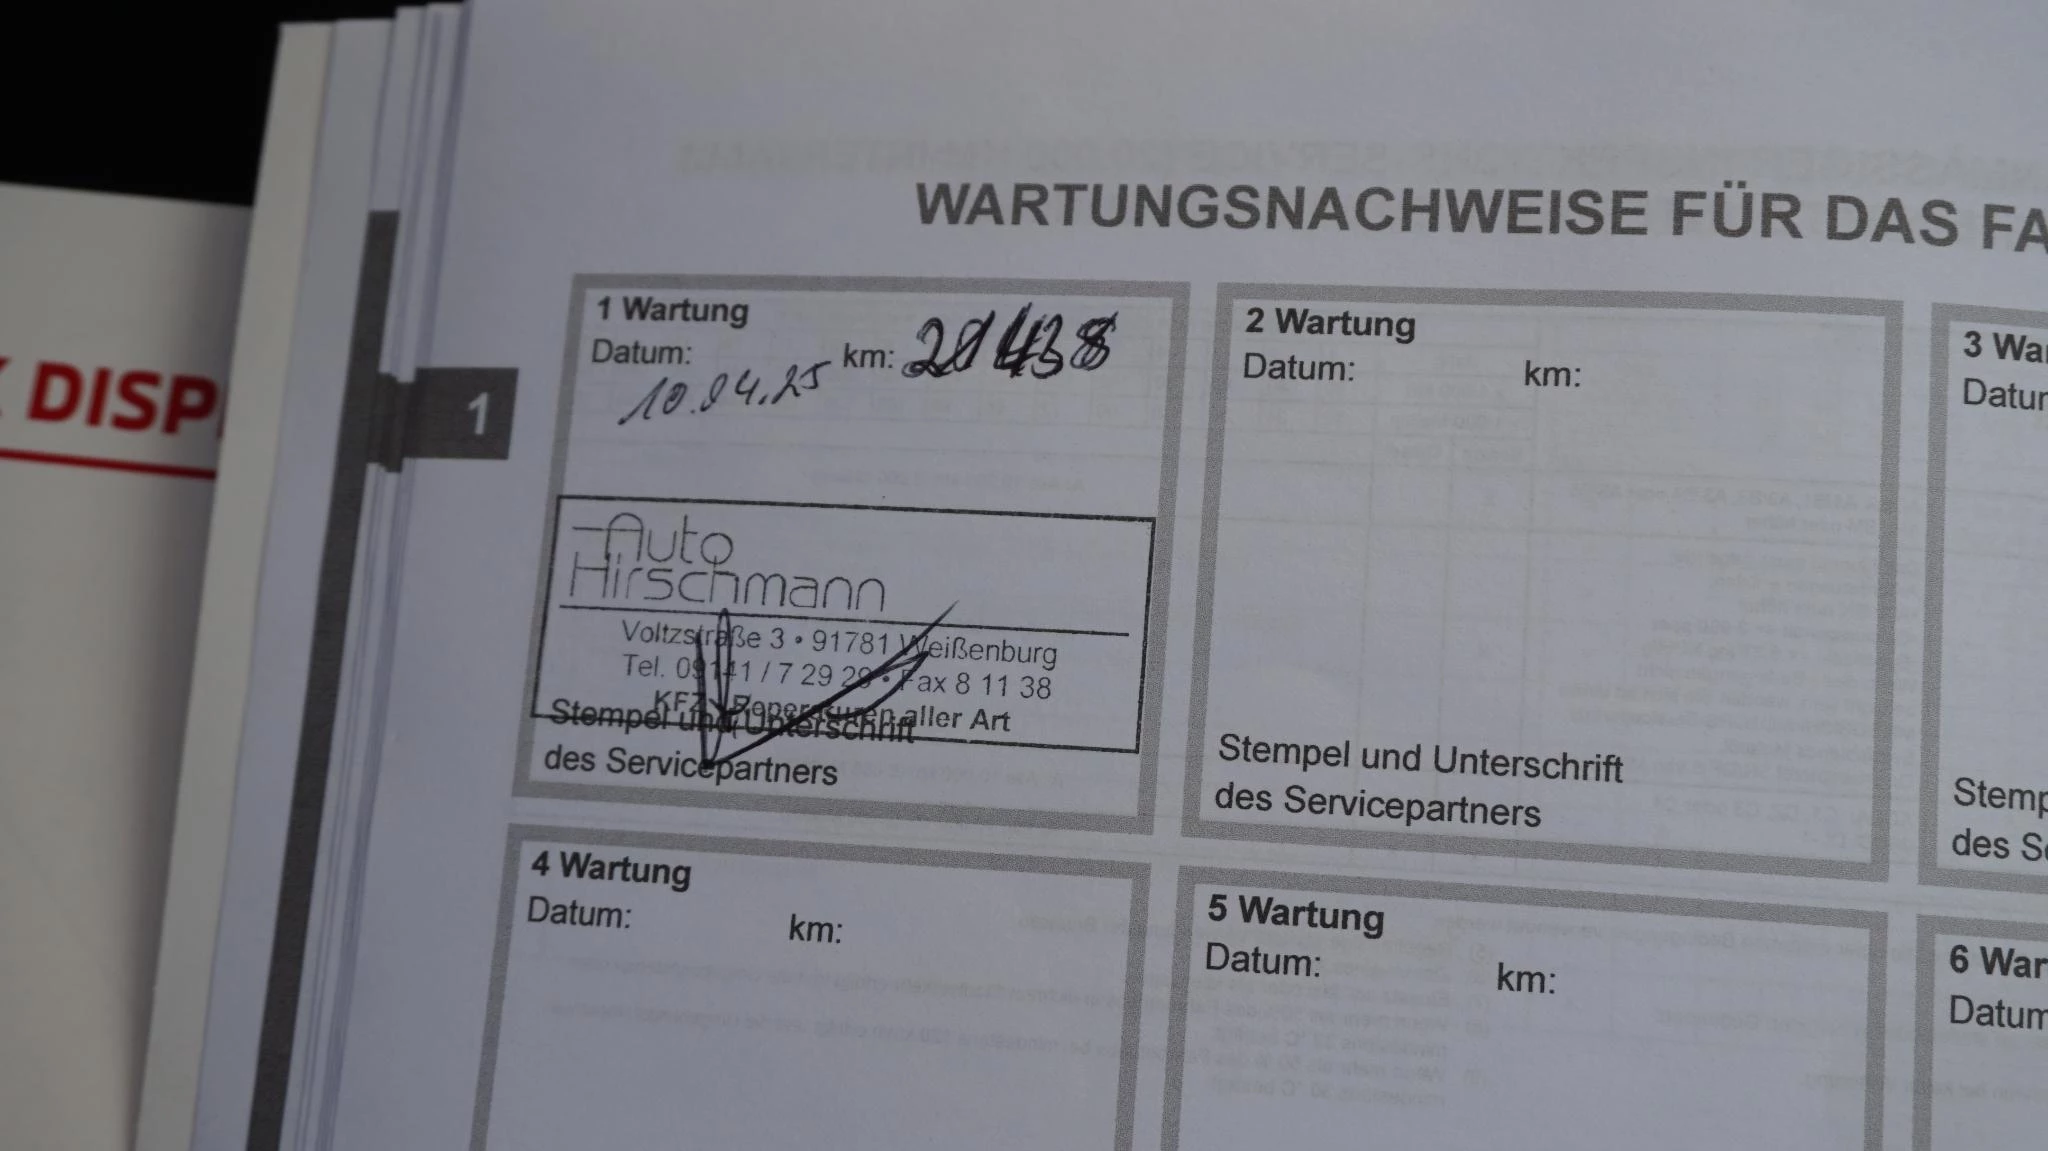 DISP
1
WARTUNGSNACHWEISE FÜR DAS FA
1 Wartung
Datum: km:
10.04.25
Auto
Hirschmann
Voltzstraße 3 • 91781 Weißenburg
Tel. 09141 / 7 29 29 • Fax 8 11 38
KFZ - Reperaturen aller Art
Stempel und Unterschrift
des Servicepartners
2 Wartung
Datum: km:
Stempel und Unterschrift
des Servicepartners
3 Wa
Datu
Stemp
des S
4 Wartung
Datum: km:
5 Wartung
Datum: km:
6 War
Datum